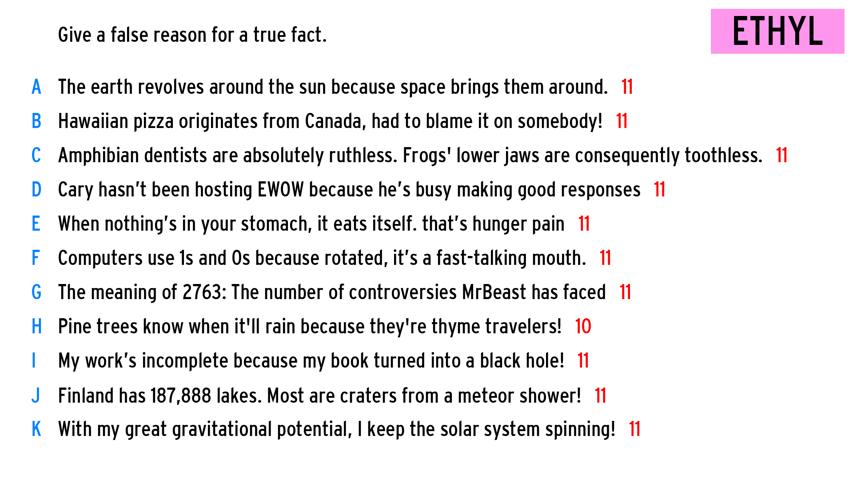 Give a false reason for a true fact.
ETHYL
A The earth revolves around the sun because space brings them around. 11
B Hawaiian pizza originates from Canada, had to blame it on somebody! 11
C Amphibian dentists are absolutely ruthless. Frogs' lower jaws are consequently toothless. 11
D Cary hasn’t been hosting EWOW because he’s busy making good responses 11
E When nothing’s in your stomach, it eats itself. that’s hunger pain 11
F Computers use 1s and 0s because rotated, it’s a fast-talking mouth. 11
G The meaning of 2763: The number of controversies MrBeast has faced 11
H Pine trees know when it'll rain because they're thyme travelers! 10
I My work’s incomplete because my book turned into a black hole! 11
J Finland has 187,888 lakes. Most are craters from a meteor shower! 11
K With my great gravitational potential, I keep the solar system spinning! 11